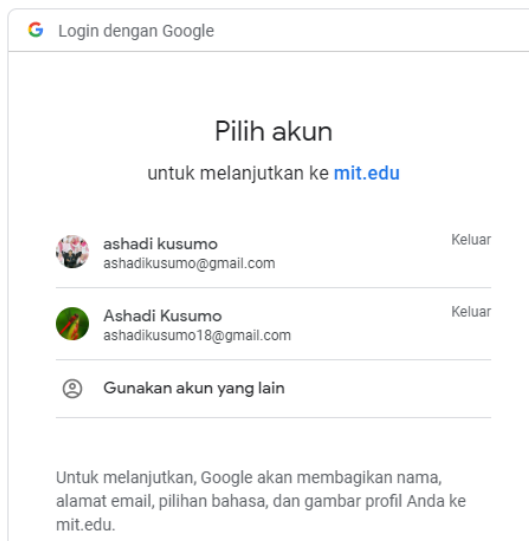 Login dengan Google
Pilih akun
untuk melanjutkan ke mit.edu
ashadi kusumo
Keluar
ashadikusumo@gmail.com
Ashadi Kusumo
Keluar
ashadikusumo18@gmail.com
Gunakan akun yang lain
Untuk melanjutkan, Google akan membagikan nama,
alamat email, pilihan bahasa, dan gambar profil Anda ke
mit.edu.